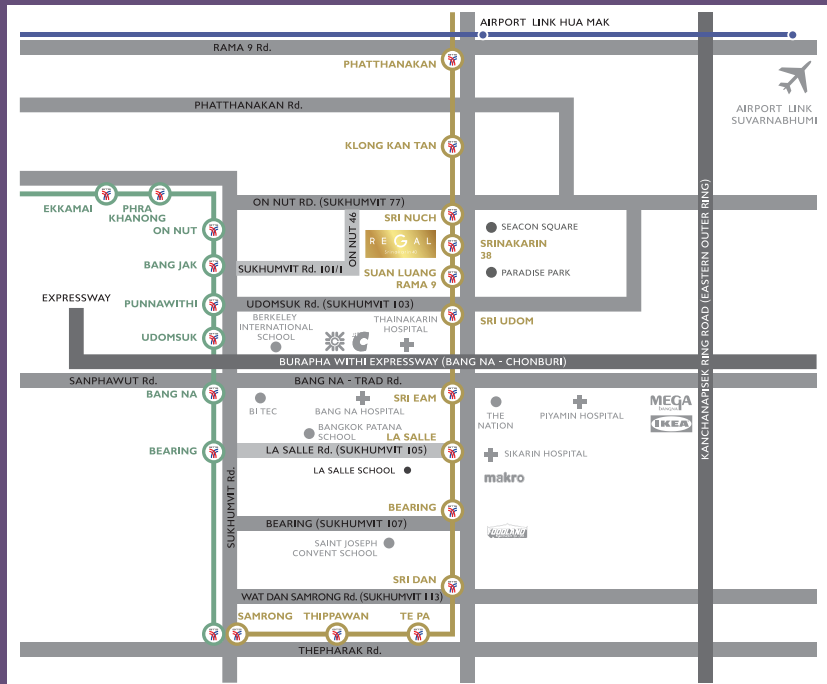 AIRPORT LINK HUA MAK
RAMA 9 Rd.
PHATTHANAKAN
AIRPORT LINK
SUVARNABHUMI
PHATTHANAKAN Rd.
KLONG KAN TAN
EKKAMAI
PHRA
KHANONG
ON NUT RD. (SUKHUMVIT 77)
ON NUT
SRI NUCH
ON NUT 46
REGAL
SEACON SQUARE
SRINAKARIN
38
BANG JAK
SUKHUMVIT Rd. 101/1
SUAN LUANG
RAMA 9
PARADISE PARK
KANCHANAPISEK RING ROAD (EASTERN OUTER RING)
EXPRESSWAY
PUNNAWITHI
UDOMSUK Rd. (SUKHUMVIT 103)
BERKELEY
INTERNATIONAL
SCHOOL
THAINAKARIN
HOSPITAL
SRI UDOM
UDOMSUK
BURAPHA WITHI EXPRESSWAY (BANG NA - CHONBURI)
SANPHAWUT Rd.
BANG NA - TRAD Rd.
BANG NA
SRI EAM
BI TEC
BANG NA HOSPITAL
THE
NATION
PIYAMIN HOSPITAL
MEGA
IKEA
BANGKOK PATANA
SCHOOL
LA SALLE
BEARING
LA SALLE Rd. (SUKHUMVIT 105)
SIKARIN HOSPITAL
LA SALLE SCHOOL
makro
SUKHUMVIT Rd.
BEARING
BEARING (SUKHUMVIT 107)
FOODLAND
SAINT JOSEPH
CONVENT SCHOOL
SRI DAN
WAT DAN SAMRONG Rd. (SUKHUMVIT 113)
SAMRONG
THIPPAWAN
TE PA
THEPHARAK Rd.